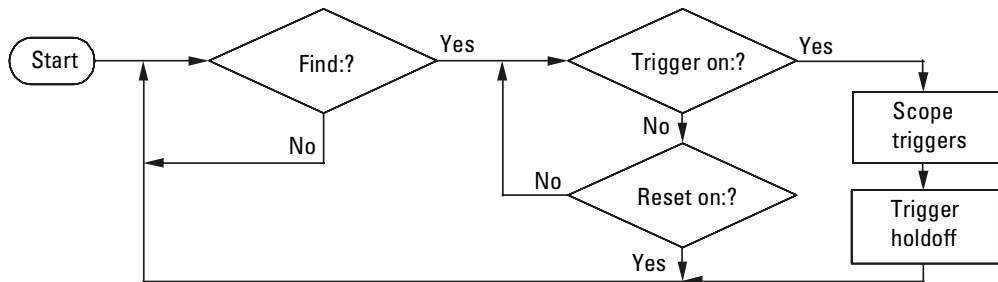 Start
Find:?
Yes
No
Trigger on:?
Yes
No
Reset on:?
No
Yes
Scope
triggers
Trigger
holdoff